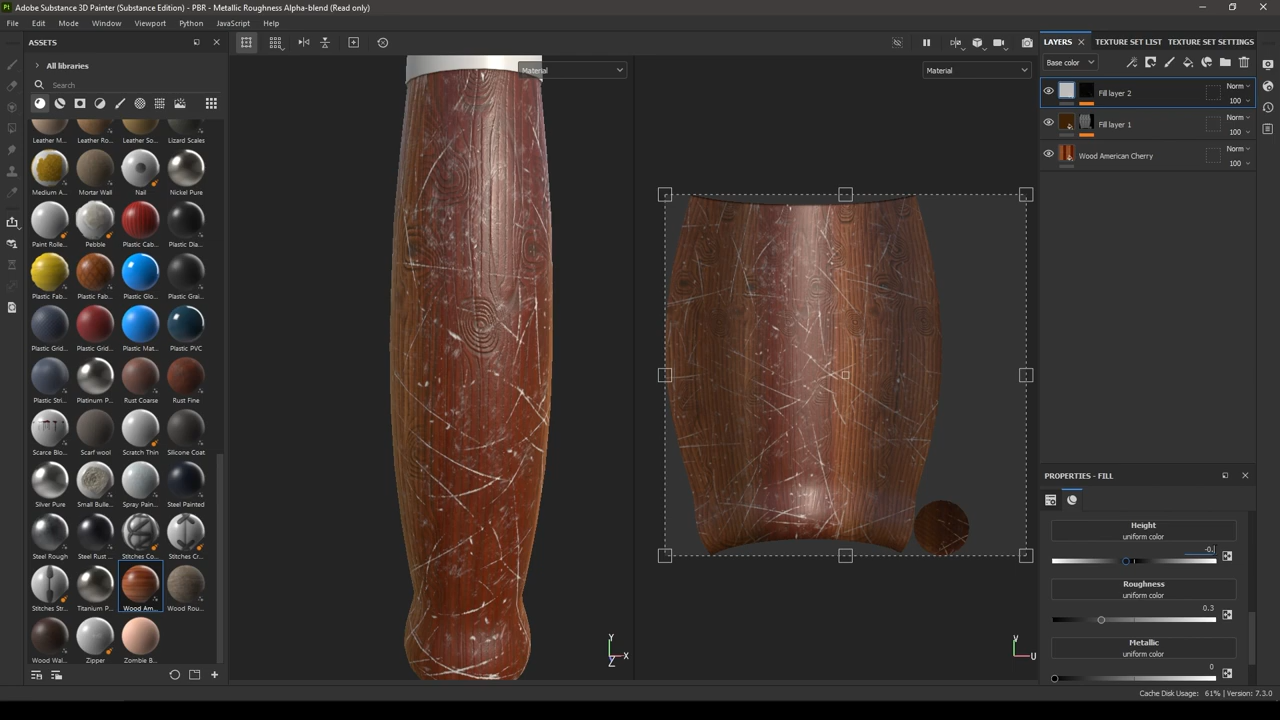 Pt Adobe Substance 3D Painter (Substance Edition) - PBR - Metallic Roughness Alpha-blend (Read only)
File Edit Mode Window Viewport Python JavaScript Help
ASSETS
All libraries
Search
Leather M... Leather Ro... Leather So... Lizard Scales
Medium A... Mortar Wall Nail Nickel Pure
Paint Rolle... Pebble Plastic Cab... Plastic Dia...
Plastic Fab... Plastic Fab... Plastic Glo... Plastic Grai...
Plastic Grid... Plastic Grid... Plastic Mat... Plastic PVC
Plastic Stri... Platinum P... Rust Coarse Rust Fine
Scarce Blo... Scarf wool Scratch Thin Silicone Coat
Silver Pure Small Bulle... Spray Pain... Steel Painted
Steel Rough Steel Rust ... Stitches Co... Stitches Cr...
Stitches Str... Titanium P... Wood Am... Wood Rou...
Wood Wal... Zipper Zombie B...
Material
Y
X
Z
Material
V
U
LAYERS TEXTURE SET LIST TEXTURE SET SETTINGS
Base color
Fill layer 2 Norm
100
Fill layer 1 Norm
100
Wood American Cherry Norm
100
PROPERTIES - FILL
Height
uniform color
-0.
Roughness
uniform color
0.3
Metallic
uniform color
0
Cache Disk Usage: 61% | Version: 7.3.0